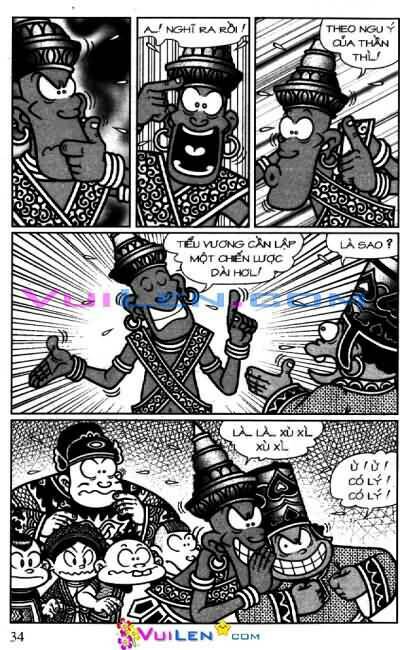 A...! NGHĨ RA RỒI!
THEO NGU Ý
CỦA THẦN
THÌ...!
TIỂU VƯƠNG CẦN LẬP
MỘT CHIẾN LƯỢC
DÀI HƠI..!
LÀ SAO?
VUILEN.COM
LÀ... LÀ... XÙ XÌ...
XÙ XÌ...
Ừ! Ừ!
CÓ LÝ!
CÓ LÝ!
34
VUILEN.COM